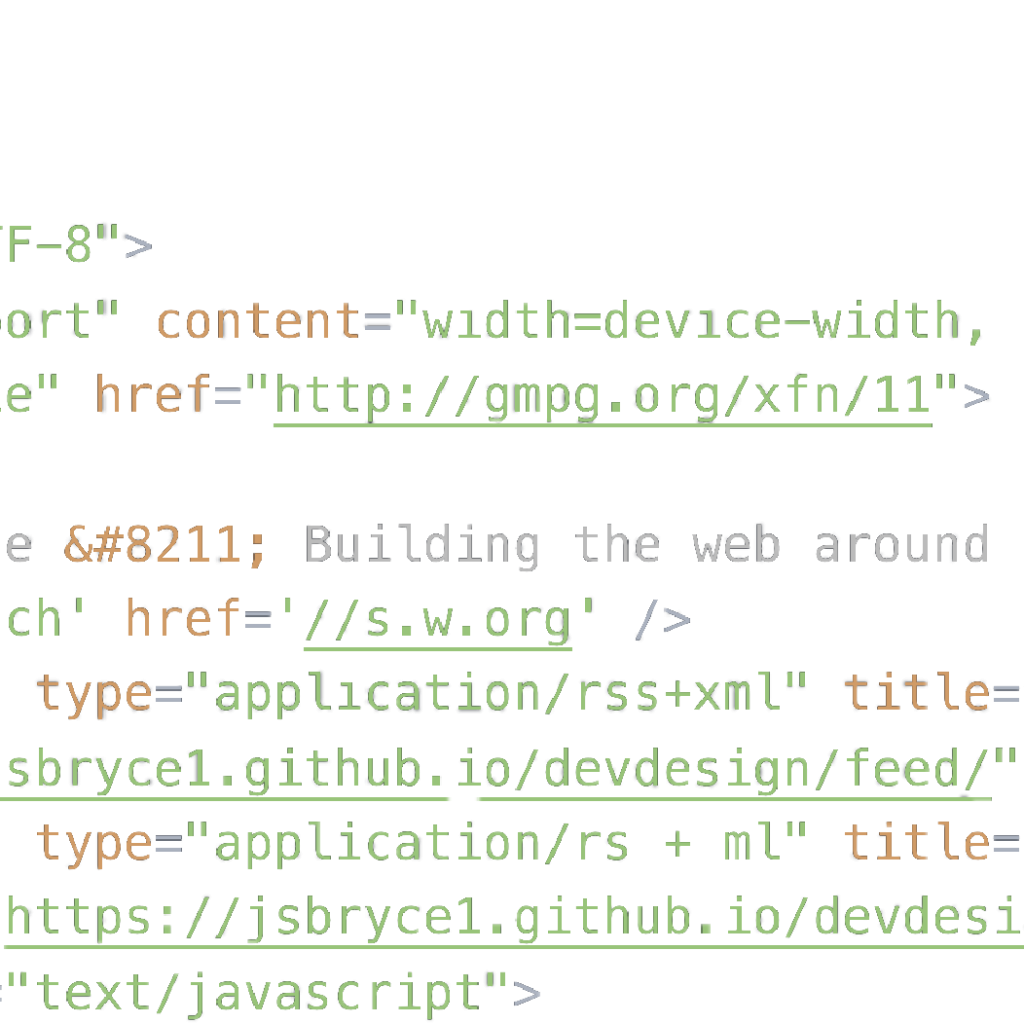 F-8">
ort" content="width=device-width,
e" href="http://gmpg.org/xfn/11">
e &#8211; Building the web around
ch' href='//s.w.org' />
type="application/rss+xml" title=
sbryce1.github.io/devdesign/feed/"
type="application/rs + ml" title=
https://jsbryce1.github.io/devdesi
="text/javascript">